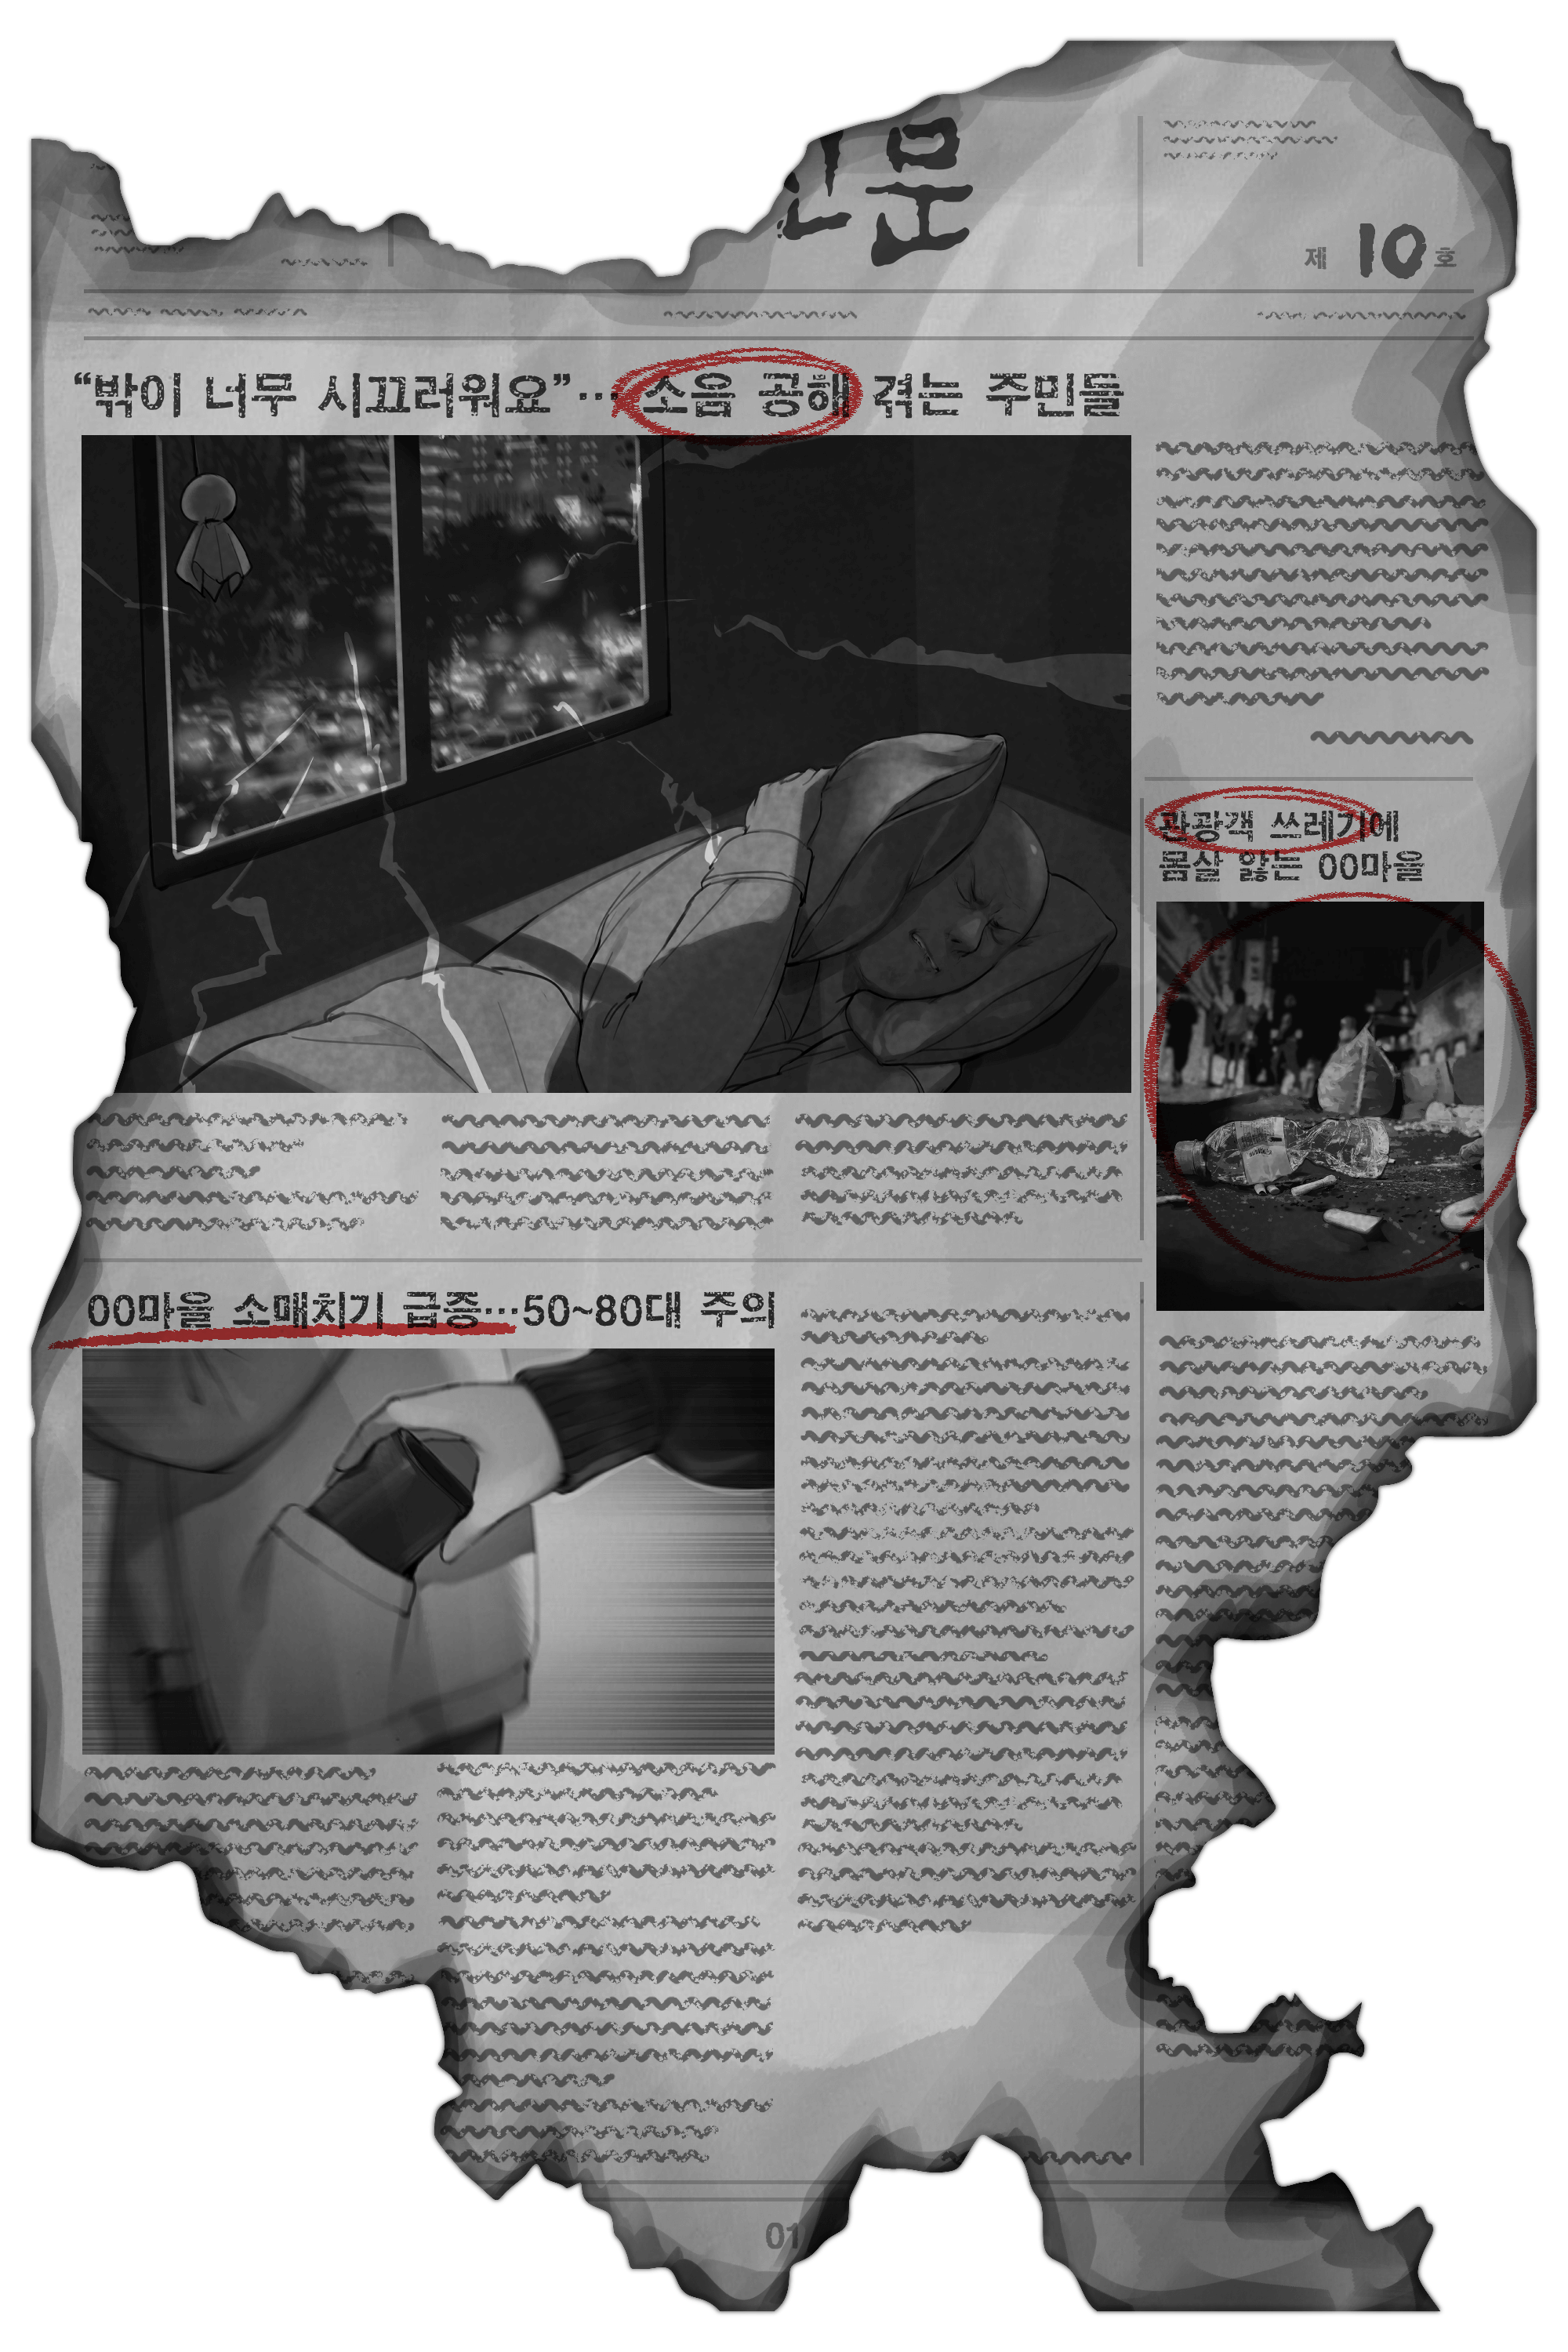 문
제 10 호
“밖이 너무 시끄러워요”… 소음 공해 겪는 주민들
관광객 쓰레기에
몸살 앓는 00마을
00마을 소매치기 급증…50~80대 주의
01